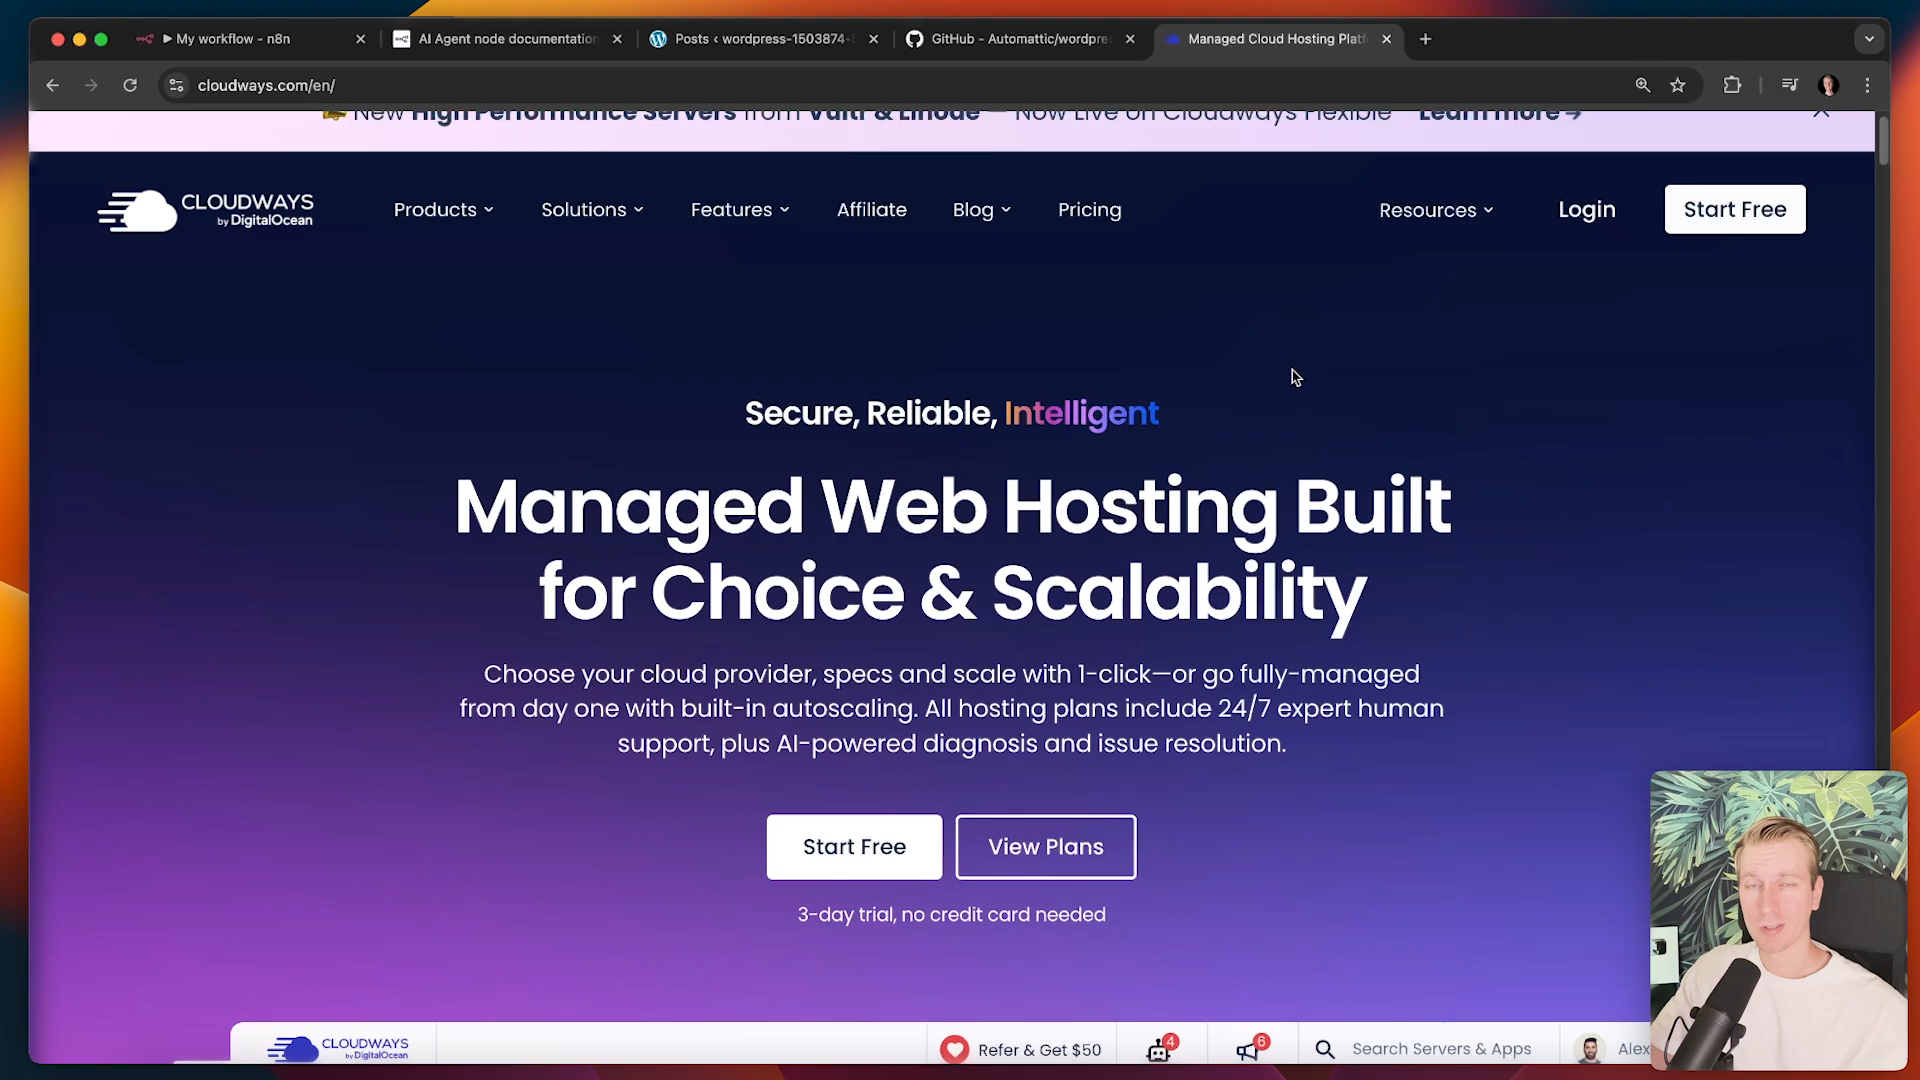 My workflow - n8n
AI Agent node documentation
Posts ‹ wordpress-1503874-
GitHub - Automattic/wordpre
Managed Cloud Hosting Platf
cloudways.com/en/
New High Performance Servers from Vultr & Linode — Now Live on Cloudways Flexible Learn more →
CLOUDWAYS
by DigitalOcean
Products
Solutions
Features
Affiliate
Blog
Pricing
Resources
Login
Start Free
Secure, Reliable, Intelligent
Managed Web Hosting Built
for Choice & Scalability
Choose your cloud provider, specs and scale with 1-click—or go fully-managed
from day one with built-in autoscaling. All hosting plans include 24/7 expert human
support, plus AI-powered diagnosis and issue resolution.
Start Free
View Plans
3-day trial, no credit card needed
CLOUDWAYS
by DigitalOcean
Refer & Get $50
4
6
Search Servers & Apps
Alex